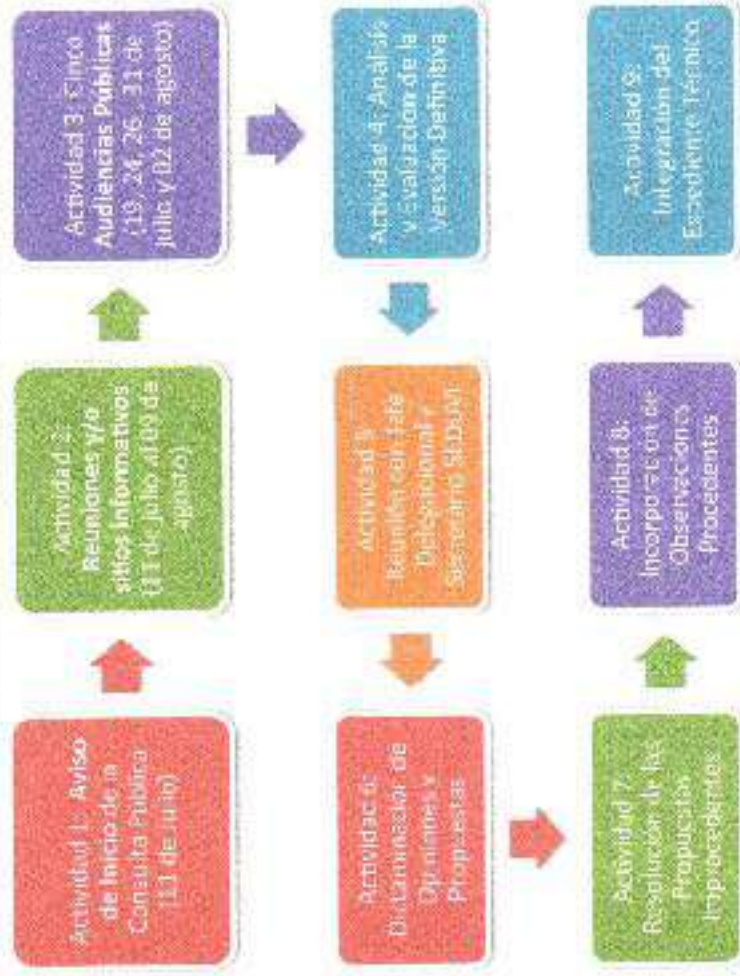 Actividad 1: Aviso
de Inicio de la
Consulta Pública
(11 de julio)
Actividad 2:
Reuniones y/o
sitios informativos
(11 de julio al 09 de
agosto)
Actividad 3: Cinco
Audiencias Públicas
(19, 24, 26, 31 de
julio y 02 de agosto)
Actividad 4: Análisis
y Evaluación de la
Versión Definitiva
Actividad 5
Reunión con Jefe
Delegacional y
Secretario SEDUVI
Actividad 6:
Dictaminación de
Opiniones y
Propuestas
Actividad 7:
Resolución de las
Propuestas
Improcedentes
Actividad 8:
Incorporación de
Observaciones
Procedentes
Actividad 9:
Integración del
Expediente Técnico